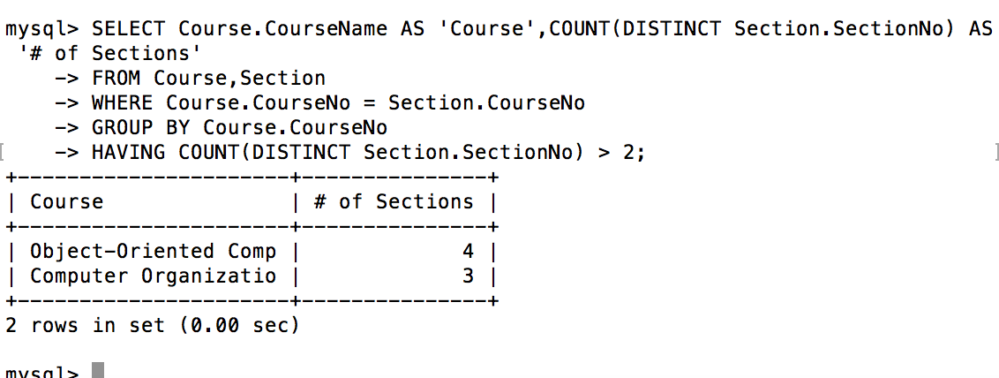 mysql> SELECT Course.CourseName AS 'Course',COUNT(DISTINCT Section.SectionNo) AS
 '# of Sections'
    -> FROM Course,Section
    -> WHERE Course.CourseNo = Section.CourseNo
    -> GROUP BY Course.CourseNo
[    -> HAVING COUNT(DISTINCT Section.SectionNo) > 2;                            ]
+----------------------+---------------+
| Course               | # of Sections |
+----------------------+---------------+
| Object-Oriented Comp |             4 |
| Computer Organizatio |             3 |
+----------------------+---------------+
2 rows in set (0.00 sec)
mysql>